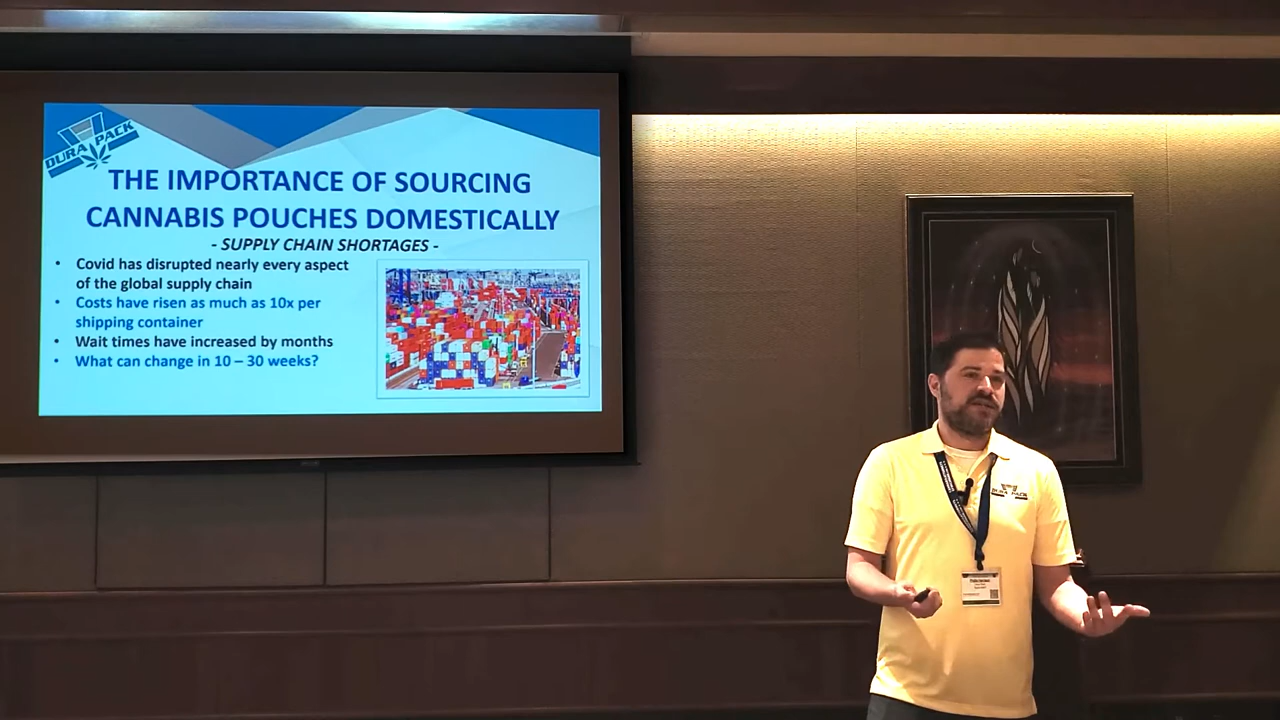 DURA PACK
THE IMPORTANCE OF SOURCING
CANNABIS POUCHES DOMESTICALLY
- SUPPLY CHAIN SHORTAGES -
• Covid has disrupted nearly every aspect
of the global supply chain
• Costs have risen as much as 10x per
shipping container
• Wait times have increased by months
• What can change in 10 – 30 weeks?
DURA PACK